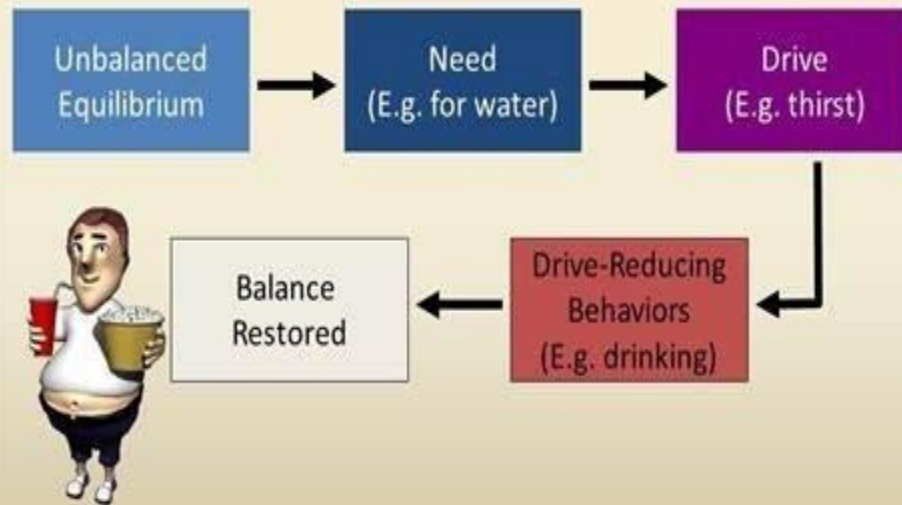 Unbalanced
Equilibrium
Need
(E.g. for water)
Drive
(E.g. thirst)
Drive-Reducing
Behaviors
(E.g. drinking)
Balance
Restored